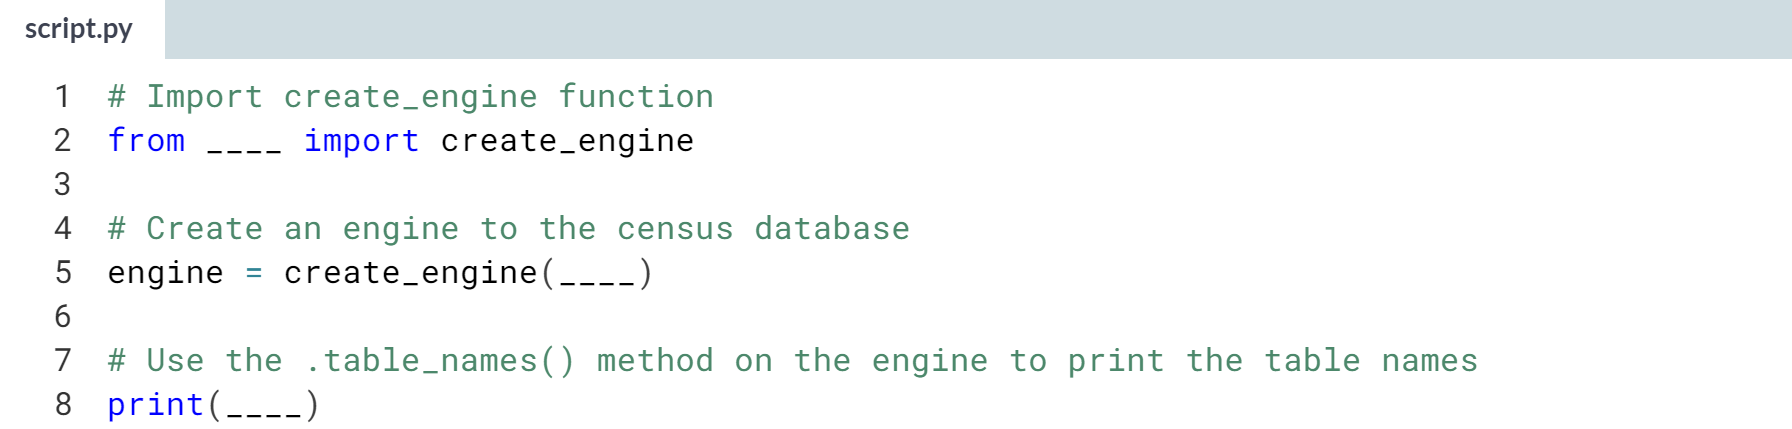 script.py
1 # Import create_engine function
2 from ____ import create_engine
3
4 # Create an engine to the census database
5 engine = create_engine(____)
6
7 # Use the .table_names() method on the engine to print the table names
8 print(____)